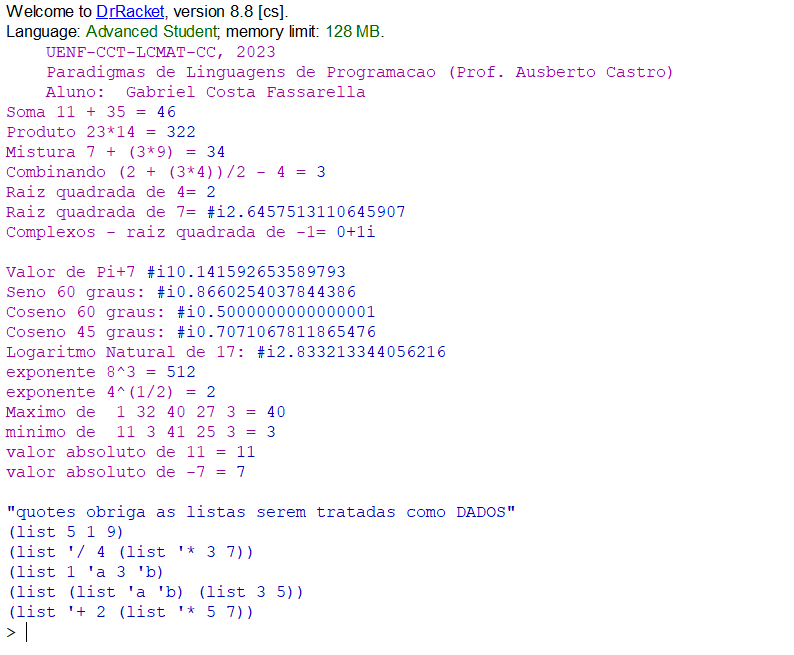 Welcome to DrRacket, version 8.8 [cs].
Language: Advanced Student; memory limit: 128 MB.
UENF-CCT-LCMAT-CC, 2023
Paradigmas de Linguagens de Programacao (Prof. Ausberto Castro)
Aluno:  Gabriel Costa Fassarella
Soma 11 + 35 = 46
Produto 23*14 = 322
Mistura 7 + (3*9) = 34
Combinando (2 + (3*4))/2 - 4 = 3
Raiz quadrada de 4= 2
Raiz quadrada de 7= #i2.6457513110645907
Complexos - raiz quadrada de -1= 0+1i
Valor de Pi+7 #i10.141592653589793
Seno 60 graus: #i0.8660254037844386
Coseno 60 graus: #i0.5000000000000001
Coseno 45 graus: #i0.7071067811865476
Logaritmo Natural de 17: #i2.833213344056216
exponente 8^3 = 512
exponente 4^(1/2) = 2
Maximo de  1 32 40 27 3 = 40
minimo de  11 3 41 25 3 = 3
valor absoluto de 11 = 11
valor absoluto de -7 = 7
"quotes obriga as listas serem tratadas como DADOS"
(list 5 1 9)
(list '/ 4 (list '* 3 7))
(list 1 'a 3 'b)
(list (list 'a 'b) (list 3 5))
(list '+ 2 (list '* 5 7))
>